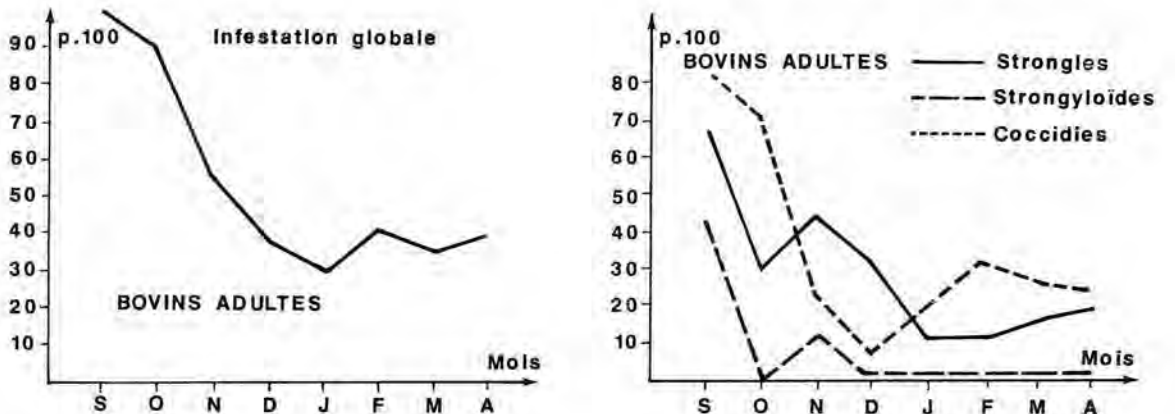 p.100
Infestation globale
90
80
70
60
50
40
30
20
10
BOVINS ADULTES
Mois
S O N D J F M A
p.100
BOVINS ADULTES
Strongles
Strongyloïdes
Coccidies
80
70
60
50
40
30
20
10
Mois
S O N D J F M A